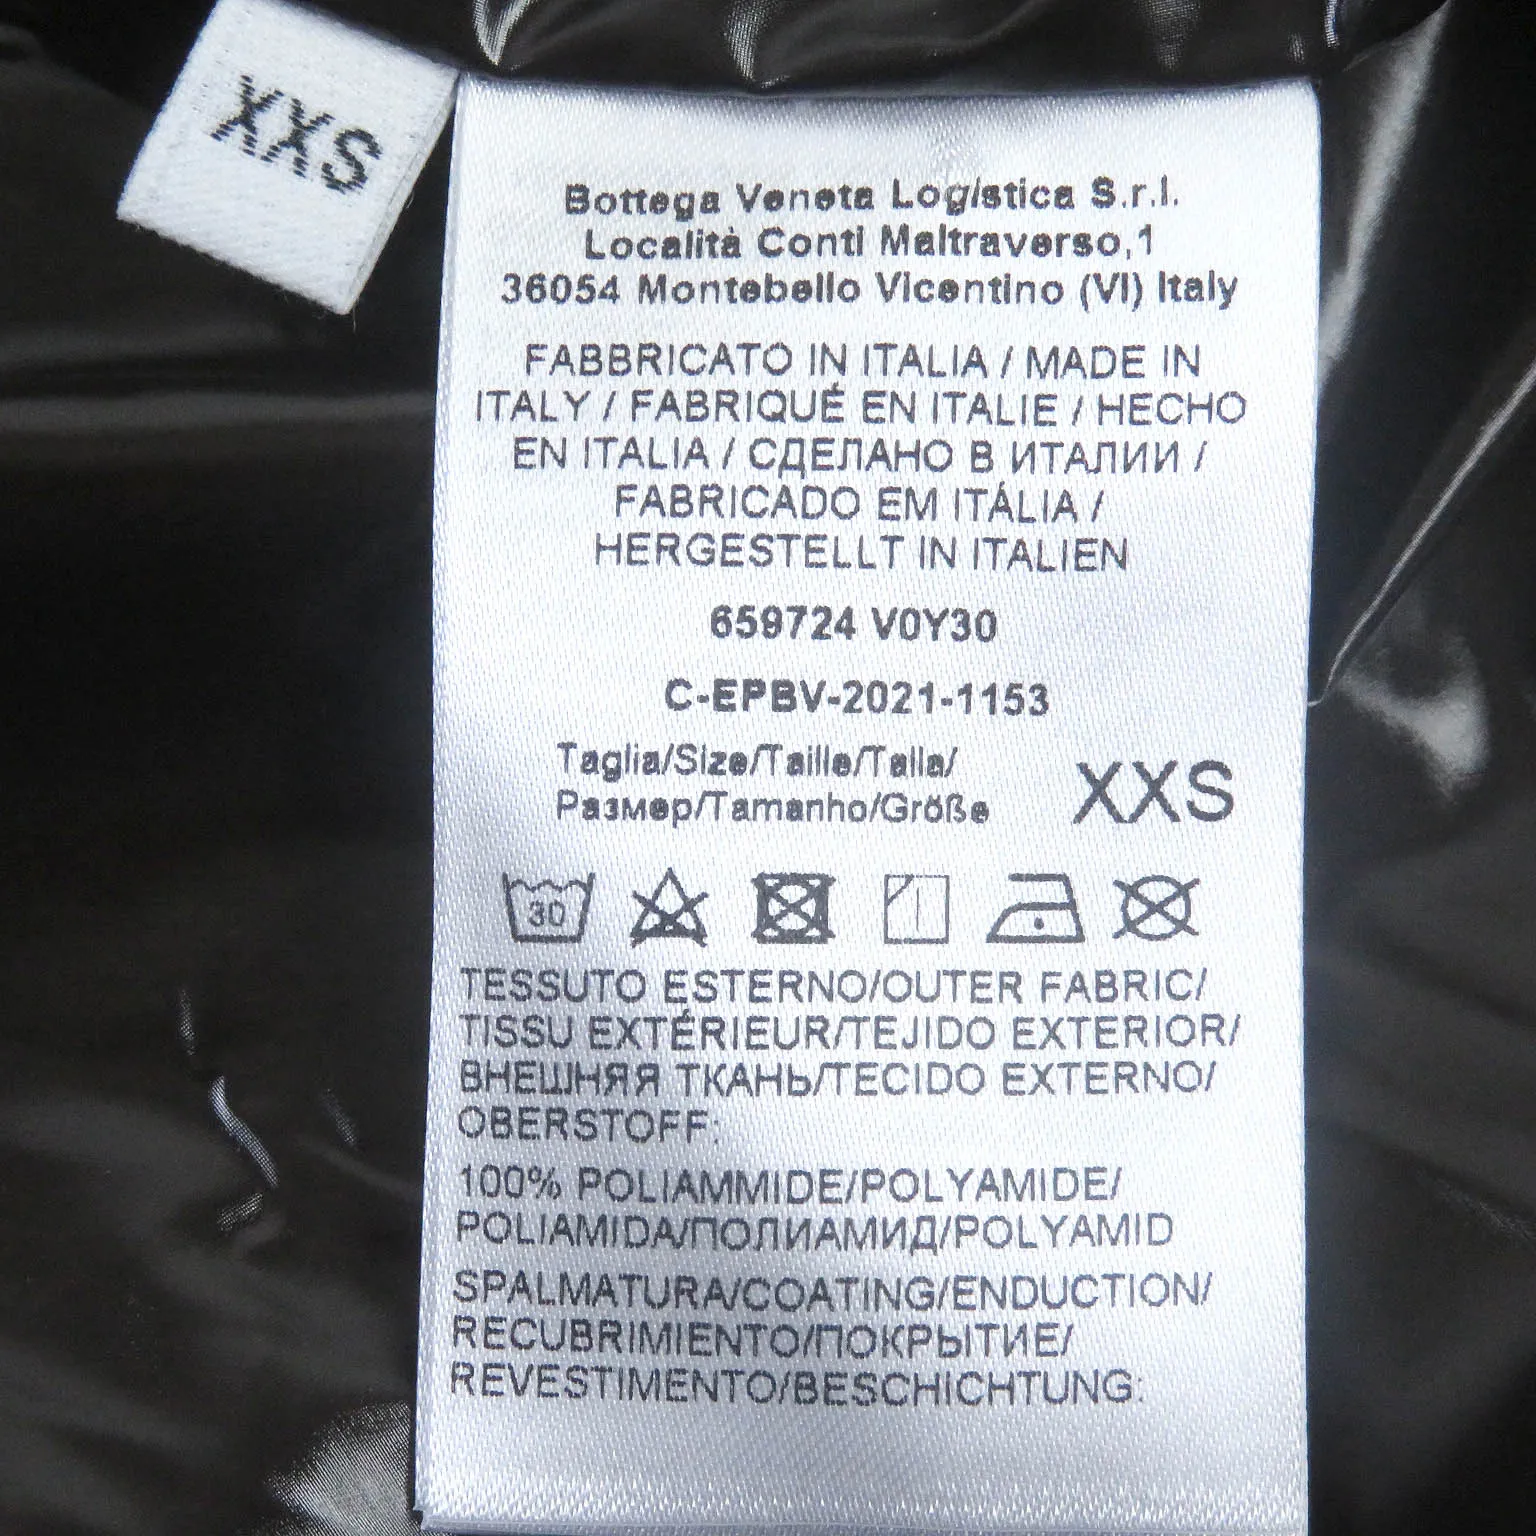 XXS
Bottega Veneta Logistica S.r.l.
Località Conti Maltraverso,1
36054 Montebello Vicentino (VI) Italy
FABBRICATO IN ITALIA / MADE IN
ITALY / FABRIQUÉ EN ITALIE / HECHO
EN ITALIA / СДЕЛАНО В ИТАЛИИ /
FABRICADO EM ITÁLIA /
HERGESTELLT IN ITALIEN
659724 V0Y30
C-EPBV-2021-1153
Taglia/Size/Taille/Talla/
Размер/Tamanho/Größe XXS
30
TESSUTO ESTERNO/OUTER FABRIC/
TISSU EXTÉRIEUR/TEJIDO EXTERIOR/
ВНЕШНЯЯ ТКАНЬ/TECIDO EXTERNO/
OBERSTOFF:
100% POLIAMMIDE/POLYAMIDE/
POLIAMIDA/ПОЛИАМИД/POLYAMID
SPALMATURA/COATING/ENDUCTION/
RECUBRIMIENTO/ПОКРЫТИЕ/
REVESTIMENTO/BESCHICHTUNG: